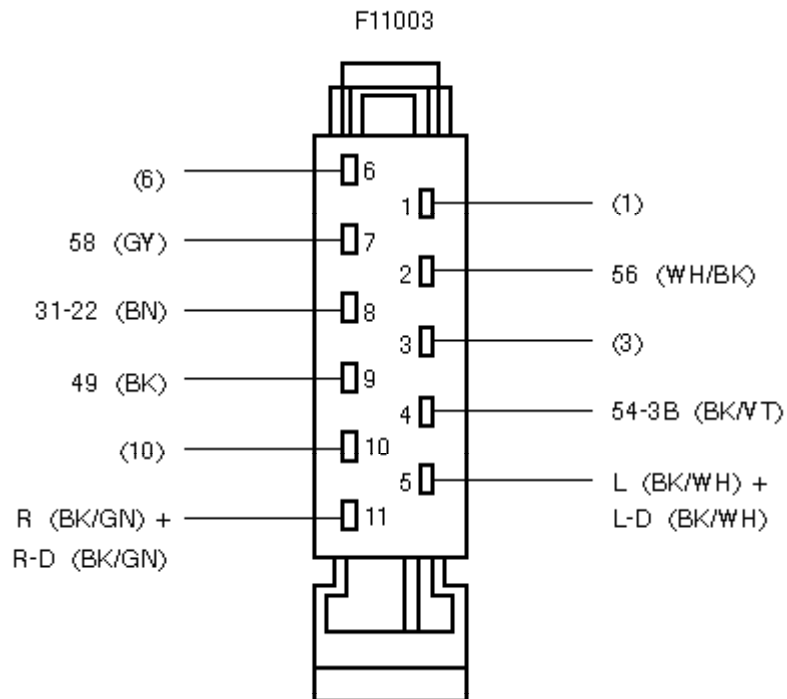 F11003
(6)
6
1
(1)
58 (GY)
7
2
56 (WH/BK)
31-22 (BN)
8
3
(3)
49 (BK)
9
4
54-3B (BK/VT)
(10)
10
5
L (BK/WH) +
L-D (BK/WH)
R (BK/GN) +
R-D (BK/GN)
11